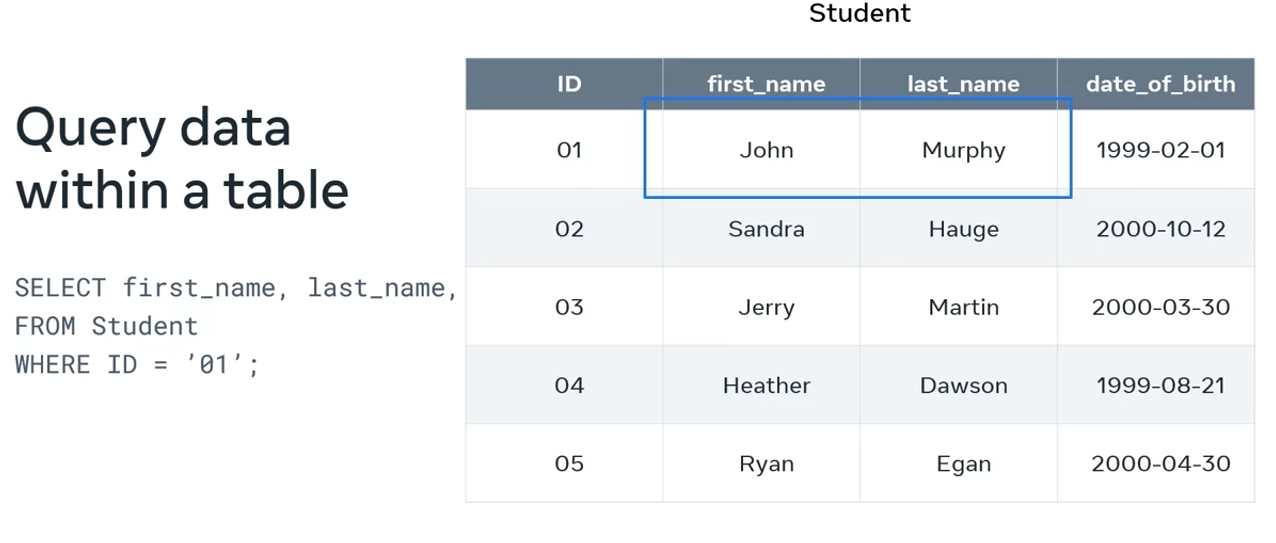 Student
Query data
within a table
SELECT first_name, last_name,
FROM Student
WHERE ID = ’01’;
ID first_name last_name date_of_birth
01 John Murphy 1999-02-01
02 Sandra Hauge 2000-10-12
03 Jerry Martin 2000-03-30
04 Heather Dawson 1999-08-21
05 Ryan Egan 2000-04-30